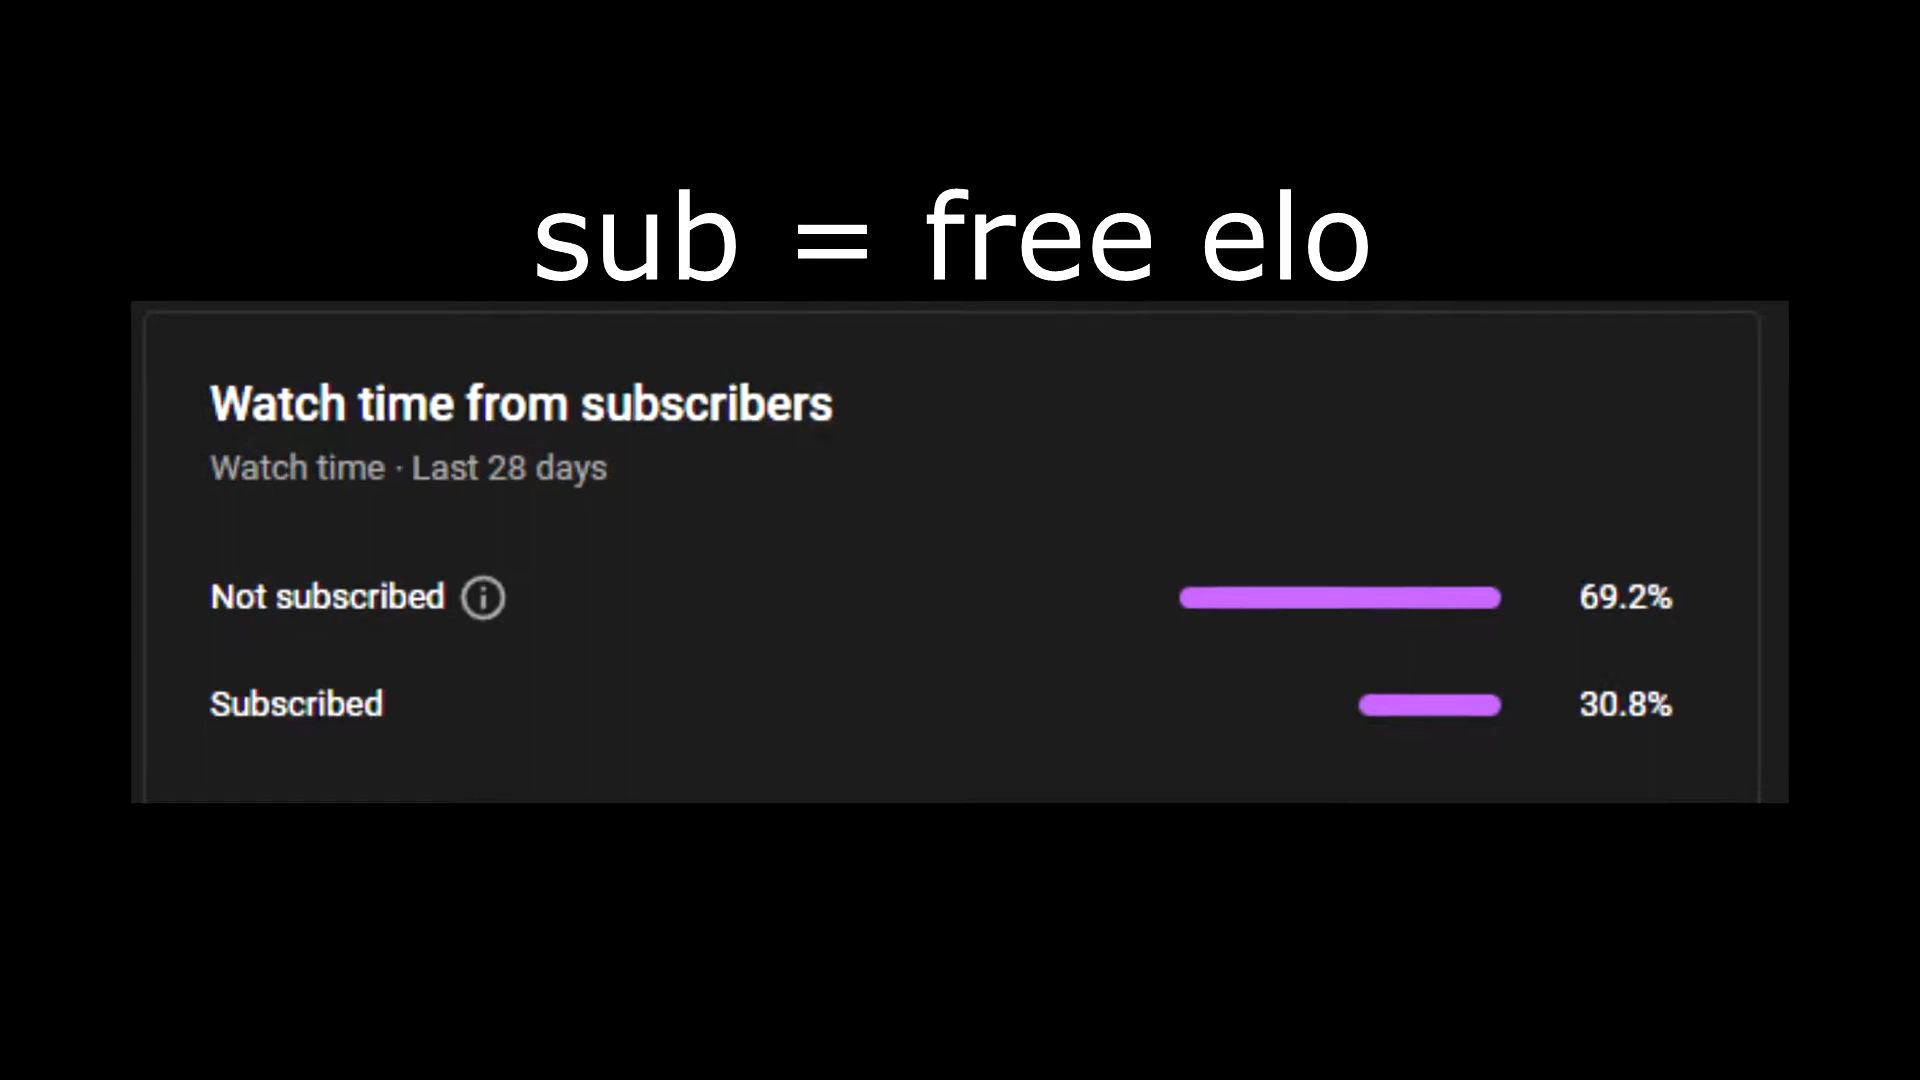 sub = free elo
Watch time from subscribers
Watch time · Last 28 days
Not subscribed 69.2%
Subscribed 30.8%